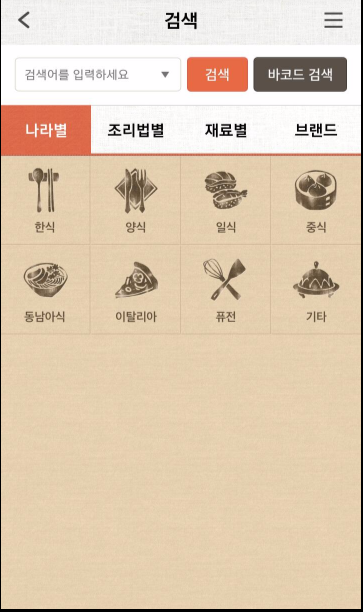 검색
검색어를 입력하세요 검색 바코드 검색
나라별 조리법별 재료별 브랜드
한식 양식 일식 중식
동남아식 이탈리아 퓨전 기타